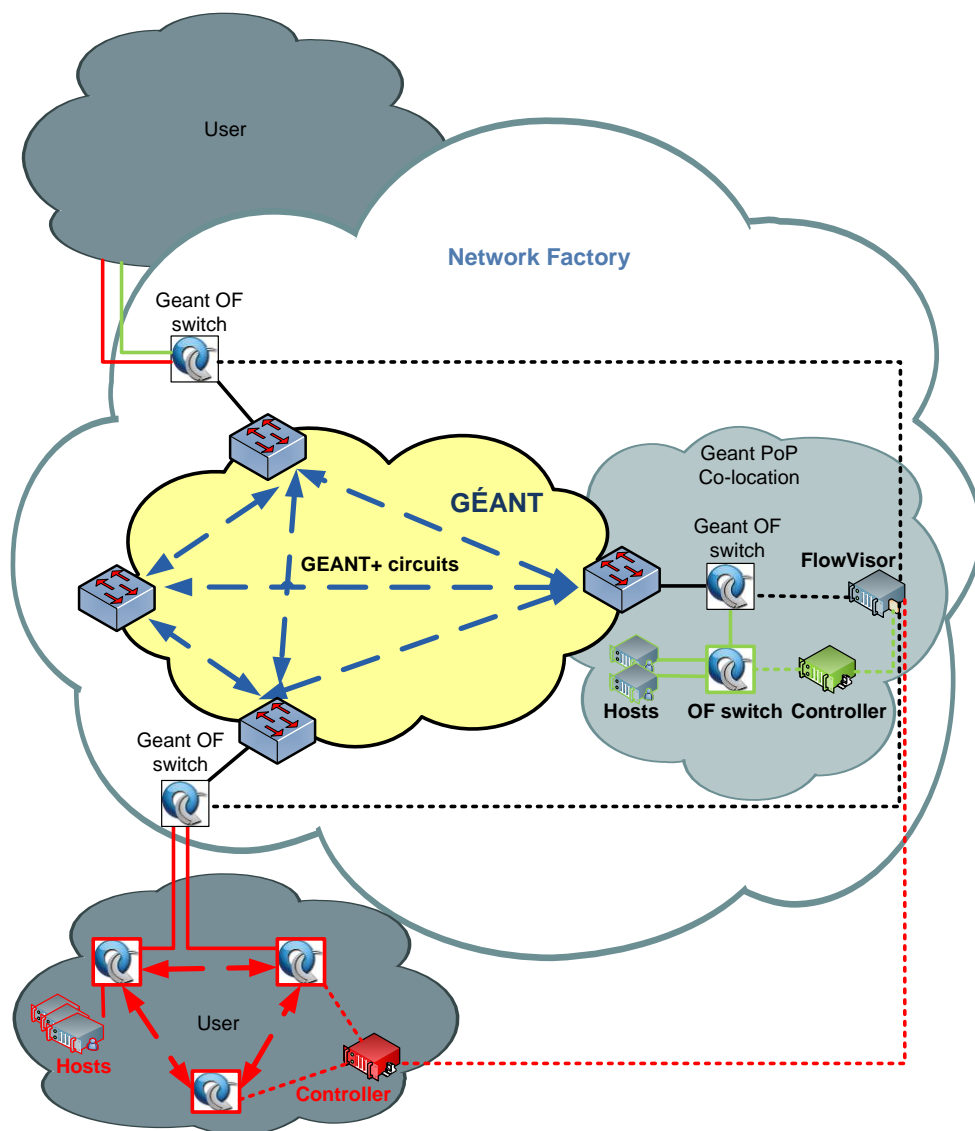 User
Network Factory
Geant OF
switch
Geant PoP
Co-location
GÉANT
Geant OF
switch
GEANT+ circuits
FlowVisor
Hosts
OF switch
Controller
Geant OF
switch
User
Hosts
Controller